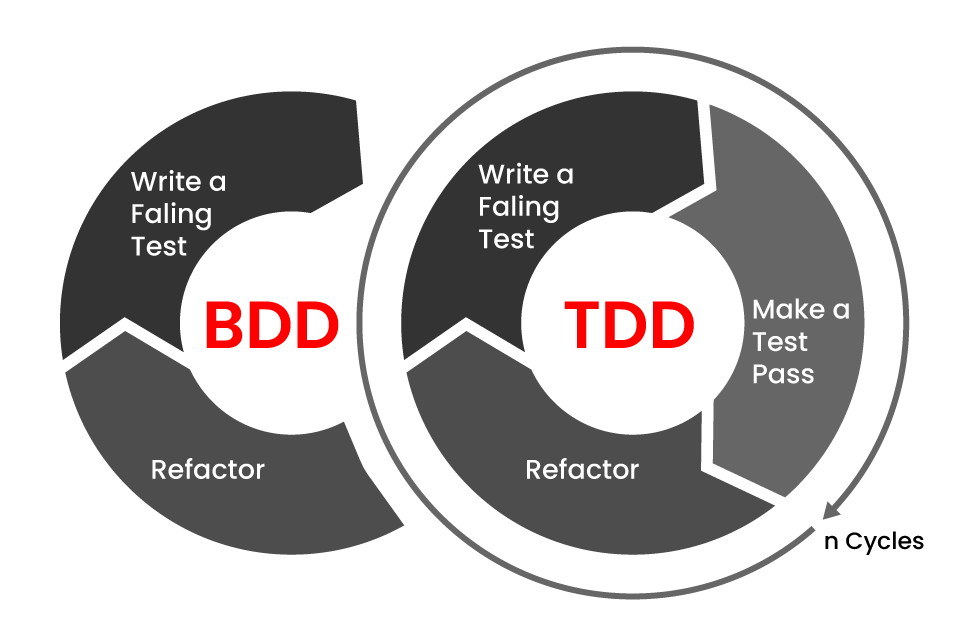 Write a
Faling
Test
BDD
Refactor
Write a
Faling
Test
TDD
Make a
Test
Pass
Refactor
n Cycles